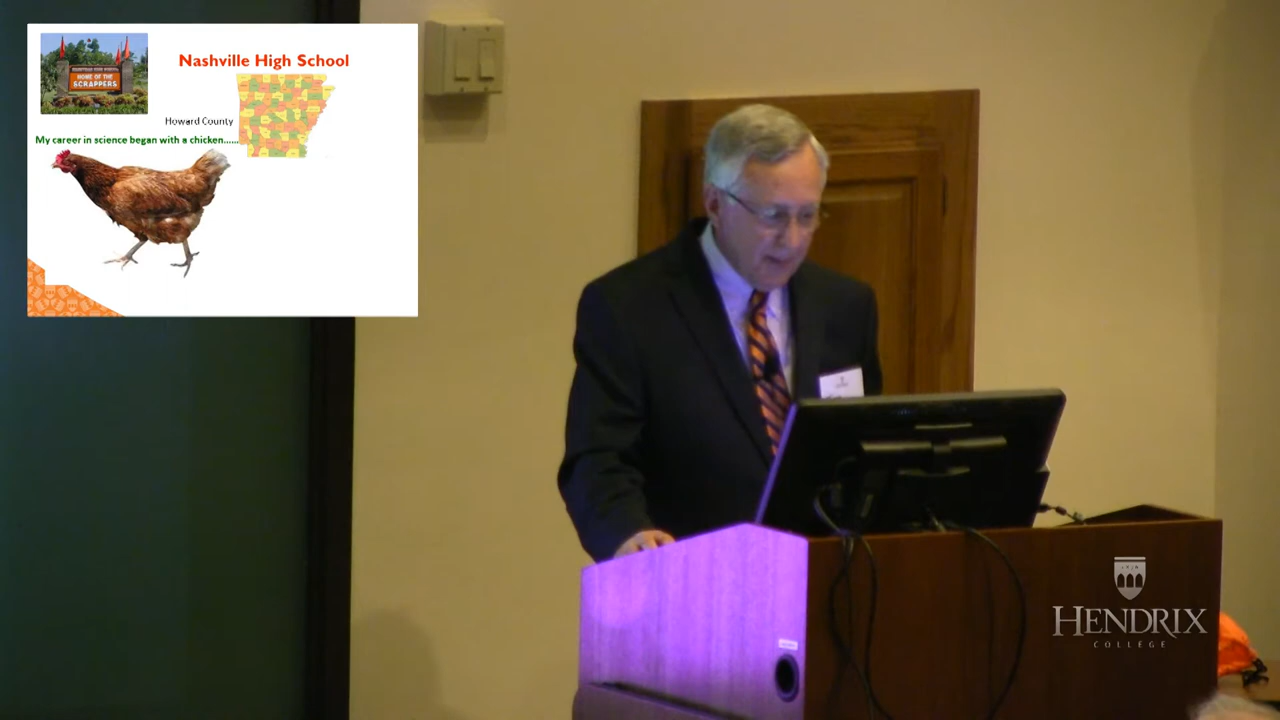 Nashville High School
HOME OF THE
SCRAPPERS
Howard County
My career in science began with a chicken......
HENDRIX
COLLEGE